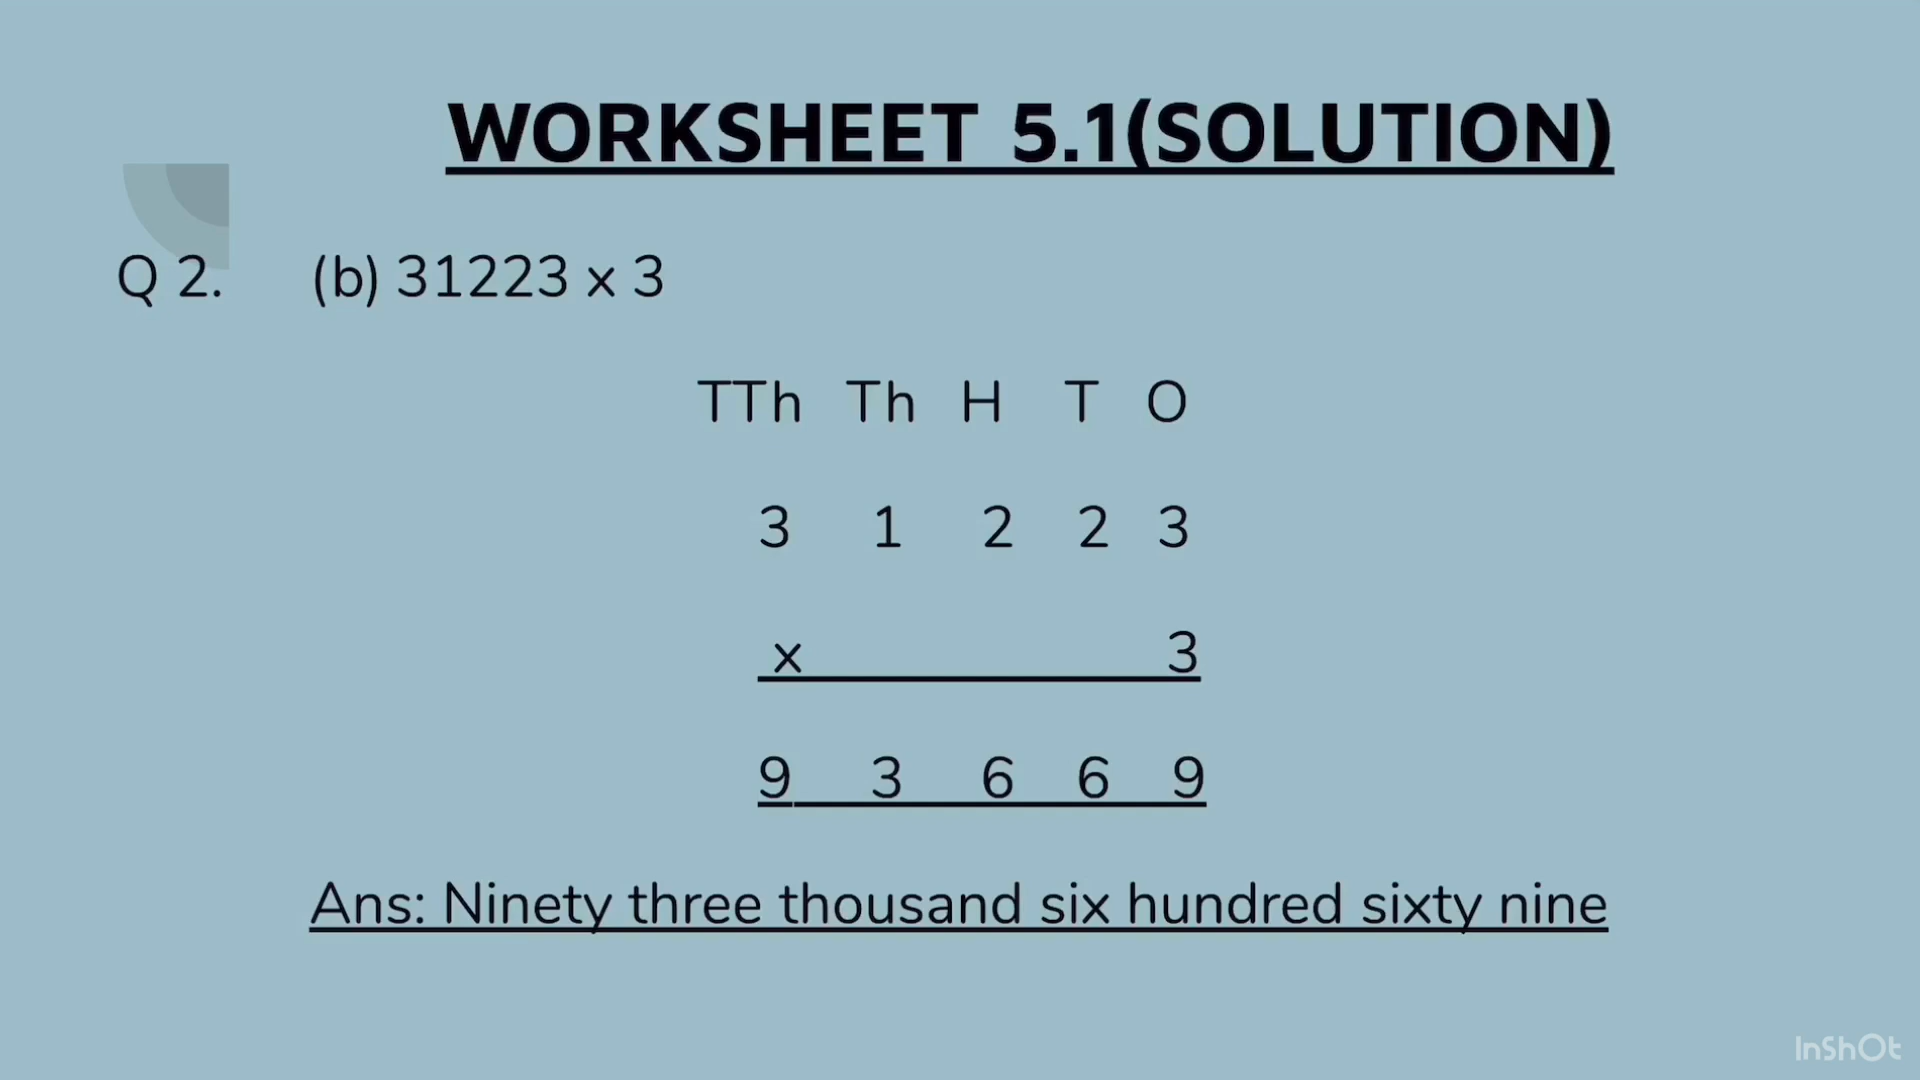 WORKSHEET 5.1(SOLUTION)
Q 2. (b) 31223 x 3
TTh Th H T O
3 1 2 2 3
x 3
9 3 6 6 9
Ans: Ninety three thousand six hundred sixty nine
InShOt